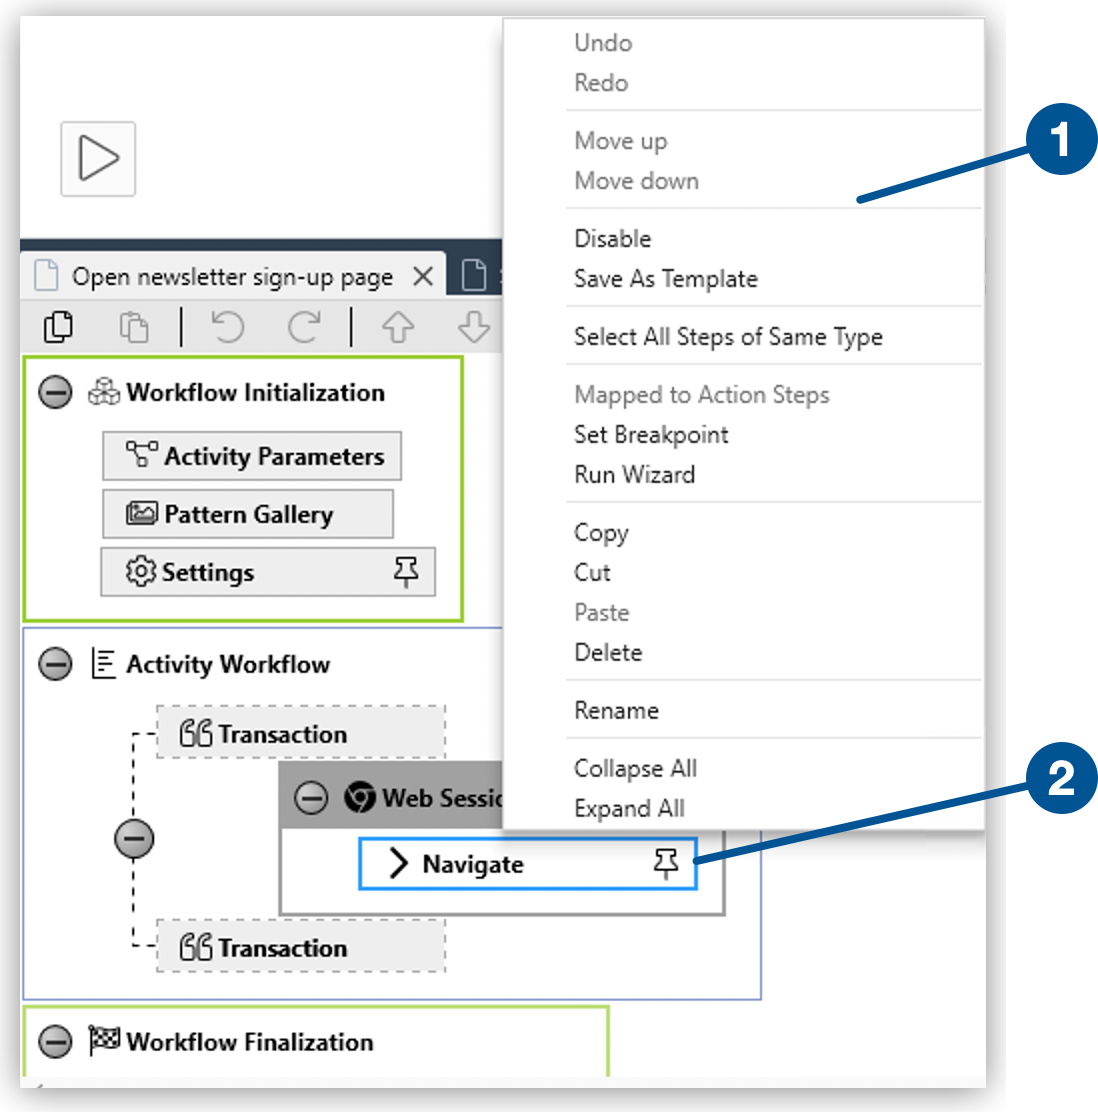 Undo
Redo
Move up
Move down
1
Disable
Save As Template
Open newsletter sign-up page
Select All Steps of Same Type
Workflow Initialization
Mapped to Action Steps
Set Breakpoint
Activity Parameters
Run Wizard
Pattern Gallery
Copy
Settings
Cut
Paste
Delete
Activity Workflow
Rename
Transaction
Collapse All
2
Web Sessio
Expand All
Navigate
Transaction
Workflow Finalization